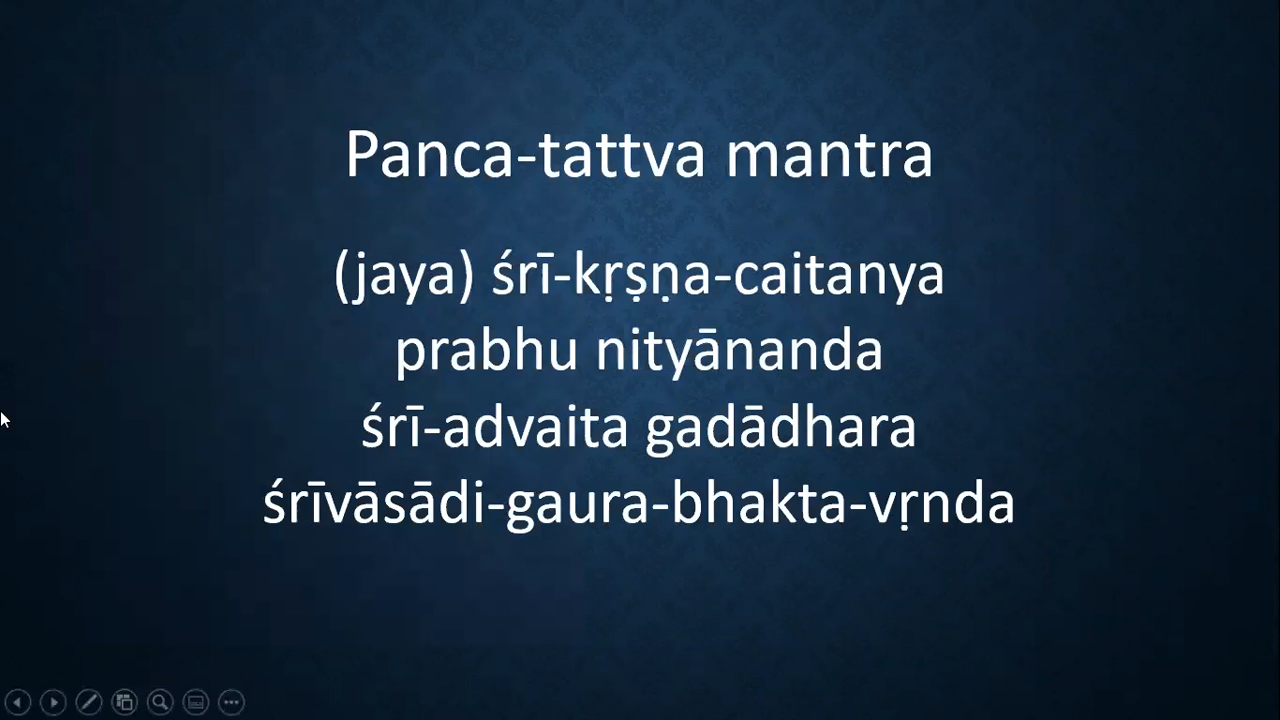 Panca-tattva mantra
(jaya) śrī-kṛṣṇa-caitanya
prabhu nityānanda
śrī-advaita gadādhara
śrīvāsādi-gaura-bhakta-vṛnda